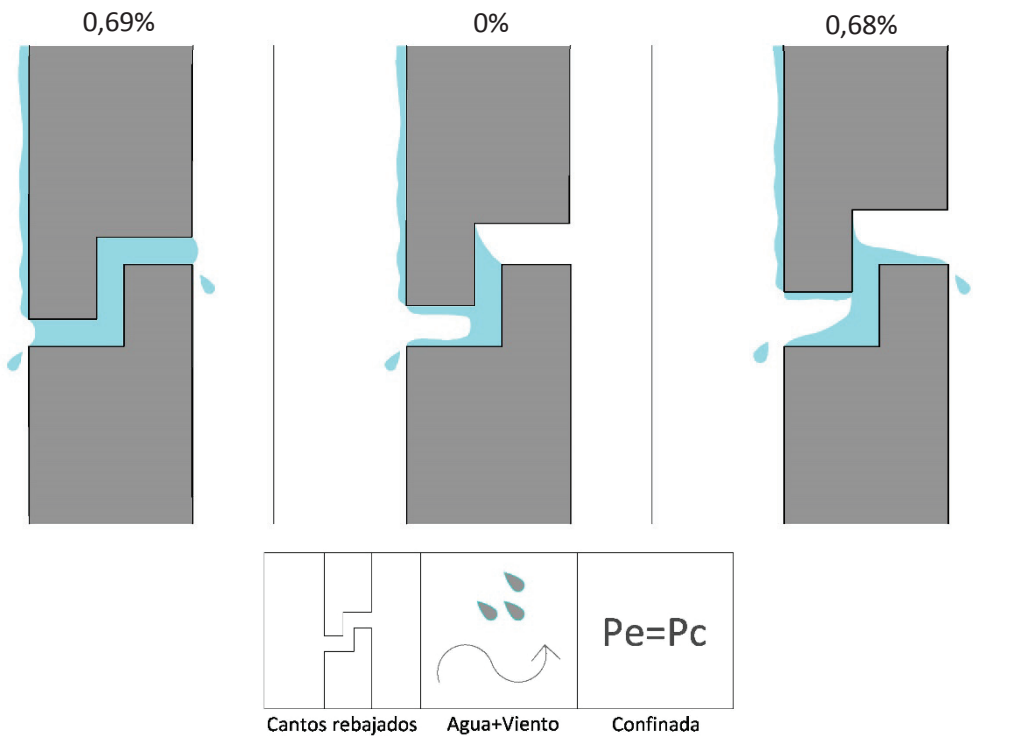 0,69%
0%
0,68%
Pe=Pc
Cantos rebajados
Agua+Viento
Confinada